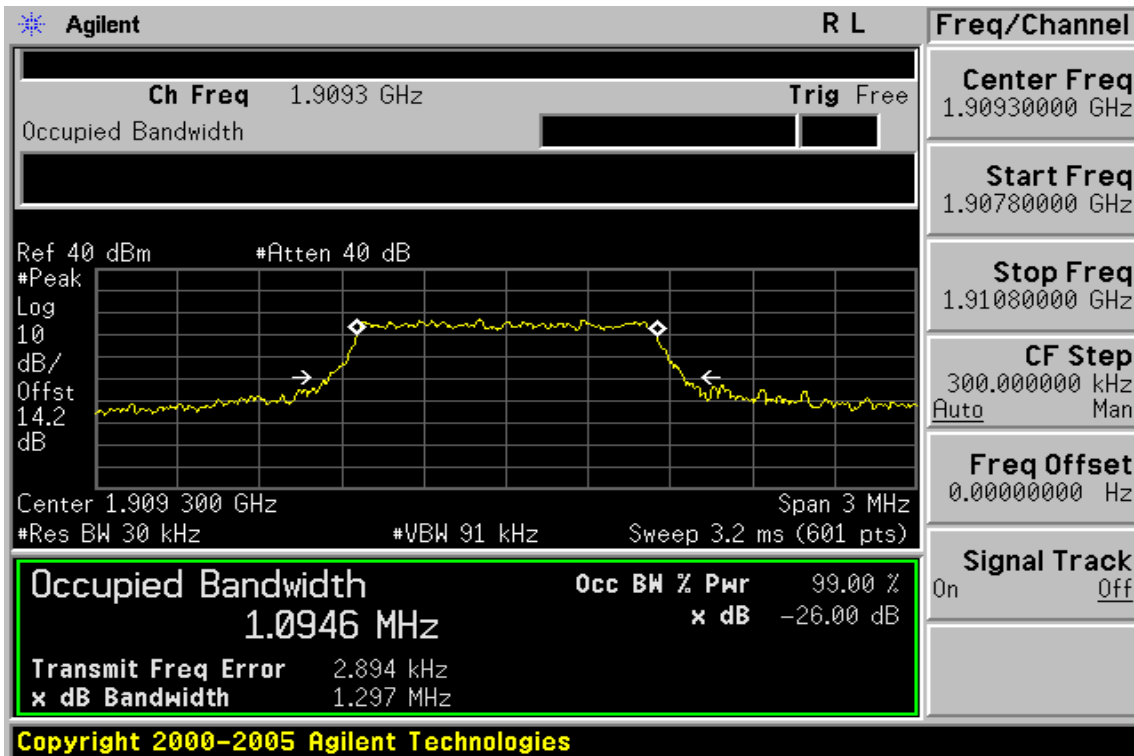 Agilent R L
Ch Freq 1.9093 GHz Trig Free
Occupied Bandwidth
Ref 40 dBm #Atten 40 dB
#Peak
Log
10
dB/
Offst
14.2
dB
Center 1.909 300 GHz Span 3 MHz
#Res BW 30 kHz #VBW 91 kHz Sweep 3.2 ms (601 pts)
Occupied Bandwidth Occ BW % Pwr 99.00 %
1.0946 MHz x dB -26.00 dB
Transmit Freq Error 2.894 kHz
x dB Bandwidth 1.297 MHz
Copyright 2000-2005 Agilent Technologies
Freq/Channel
Center Freq
1.90930000 GHz
Start Freq
1.90780000 GHz
Stop Freq
1.91080000 GHz
CF Step
300.000000 kHz
Auto Man
Freq Offset
0.00000000 Hz
Signal Track
On Off